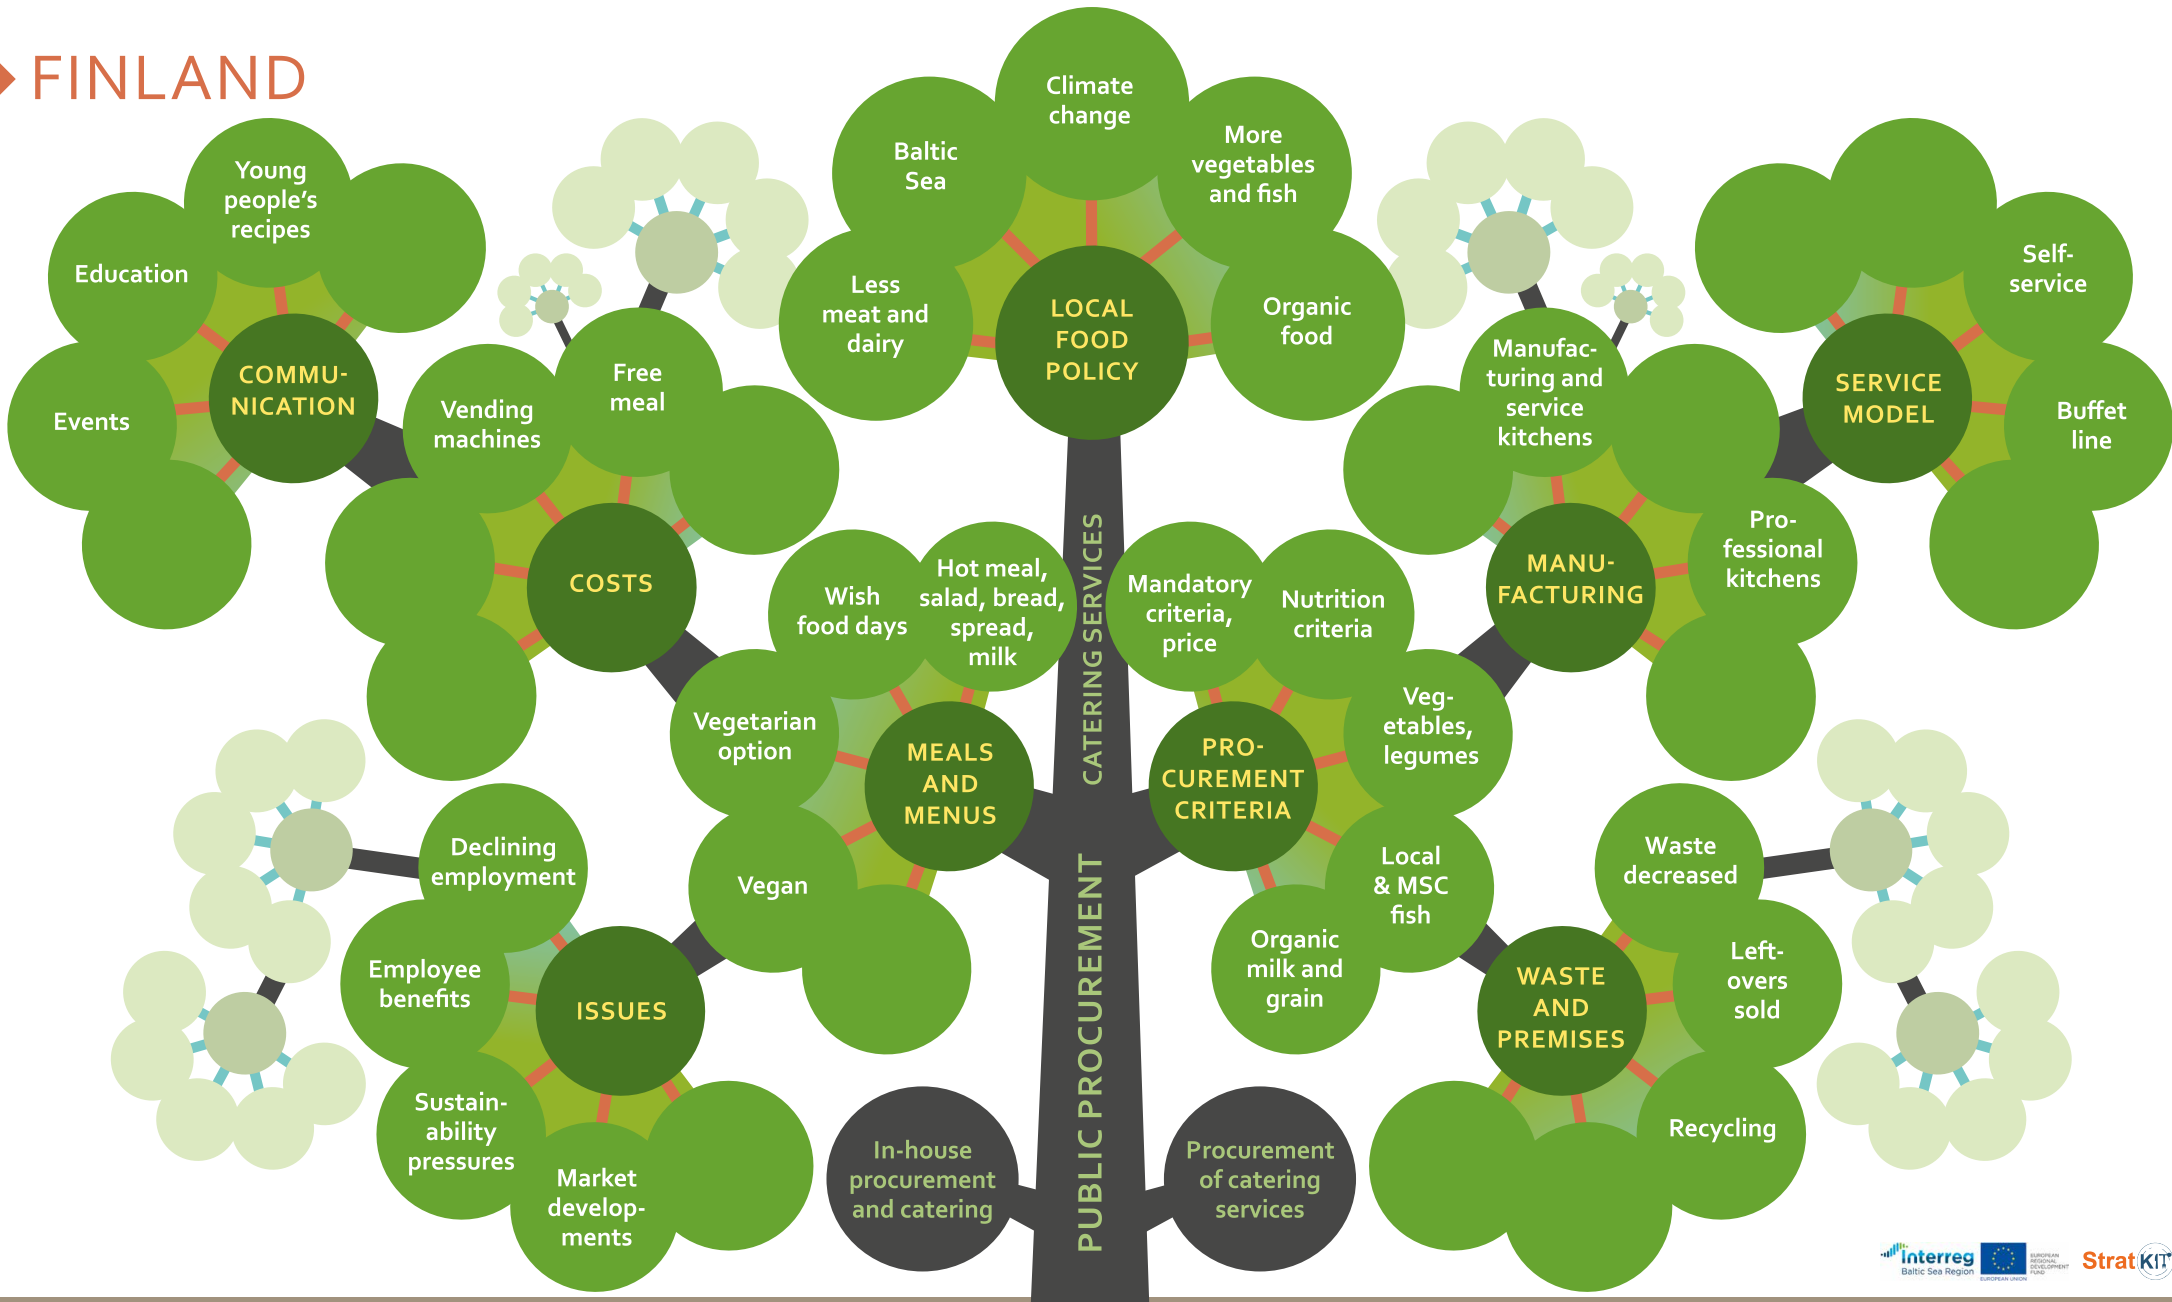 FINLAND
Climate
change
Baltic
Sea
More
vegetables
and fish
Less
meat and
dairy
Organic
food
LOCAL
FOOD
POLICY
Young
people's
recipes
Education
Events
COMMU-
NICATION
Vending
machines
Free
meal
COSTS
Manufac-
turing and
service
kitchens
Pro-
fessional
kitchens
MANU-
FACTURING
Self-
service
Buffet
line
SERVICE
MODEL
Wish
food days
Hot meal,
salad, bread,
spread,
milk
Vegetarian
option
Vegan
MEALS
AND
MENUS
Mandatory
criteria,
price
Nutrition
criteria
Veg-
etables,
legumes
Local
& MSC
fish
Organic
milk and
grain
PRO-
CUREMENT
CRITERIA
Declining
employment
Employee
benefits
Sustain-
ability
pressures
Market
develop-
ments
ISSUES
Waste
decreased
Left-
overs
sold
Recycling
WASTE
AND
PREMISES
PUBLIC PROCUREMENT CATERING SERVICES
In-house
procurement
and catering
Procurement
of catering
services
Interreg
Baltic Sea Region
EUROPEAN UNION
EUROPEAN
REGIONAL
DEVELOPMENT
FUND
StratKIT